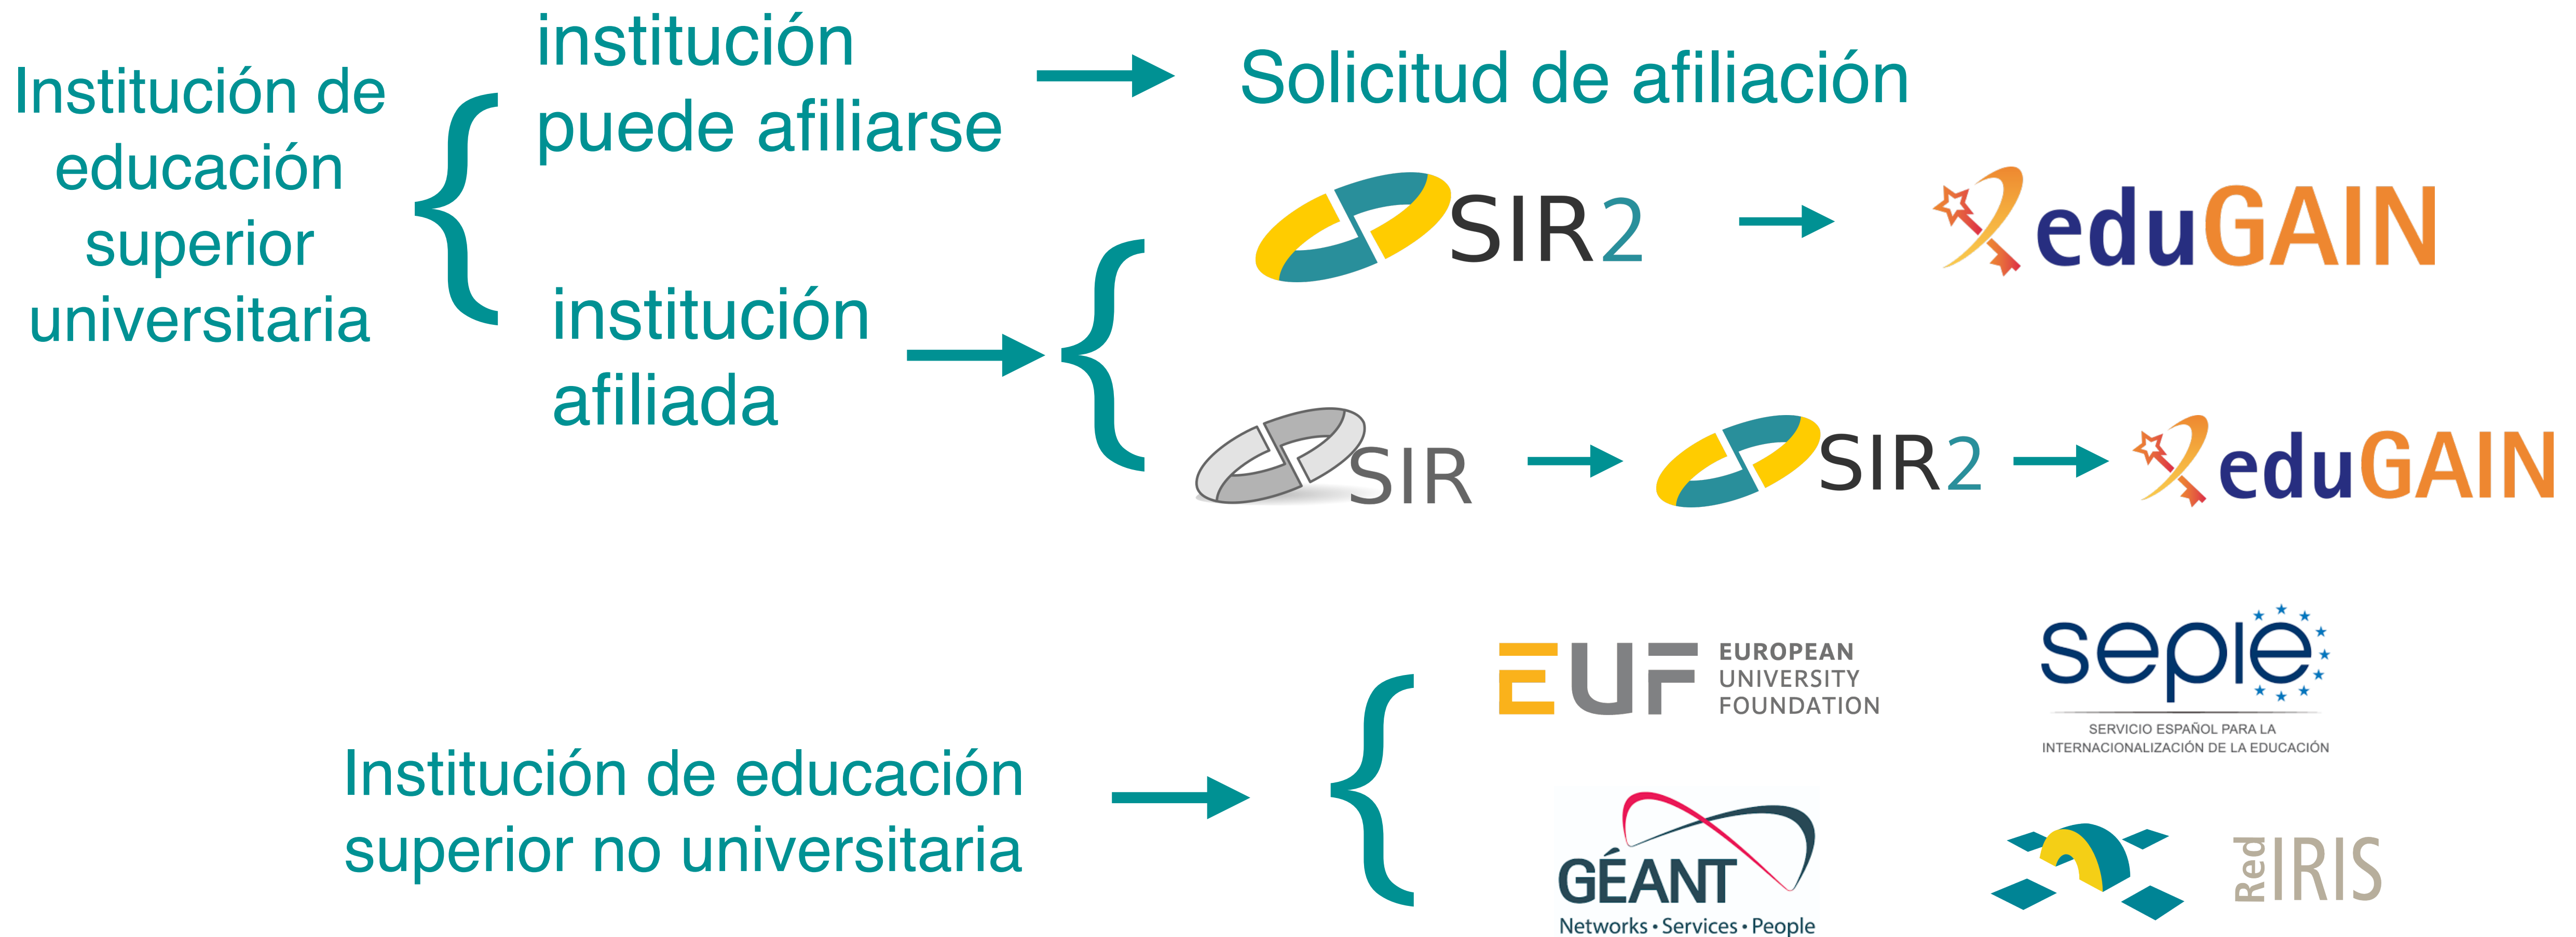 Institución de
educación
superior
universitaria
institución
puede afiliarse
Solicitud de afiliación
SIR2
eduGAIN
institución
afiliada
SIR
SIR2
eduGAIN
Institución de educación
superior no universitaria
EUF
EUROPEAN
UNIVERSITY
FOUNDATION
sepie
SERVICIO ESPAÑOL PARA LA
INTERNACIONALIZACIÓN DE LA EDUCACIÓN
GÉANT
Networks · Services · People
Red IRIS